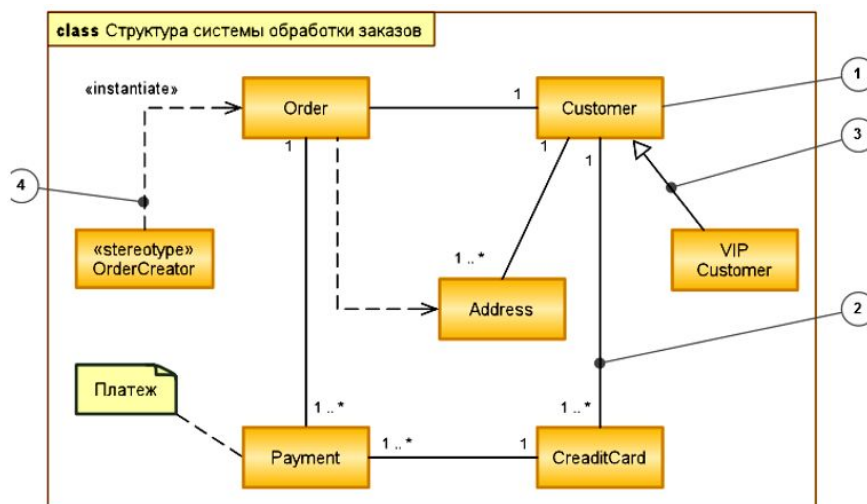 class Структура системы обработки заказов
«instantiate»
Order
1
Customer
1
3
1
1
1
4
«stereotype»
OrderCreator
VIP
Customer
1 .. *
Address
2
Платеж
1 .. *
1 .. *
Payment
1 .. *
1
CreaditCard